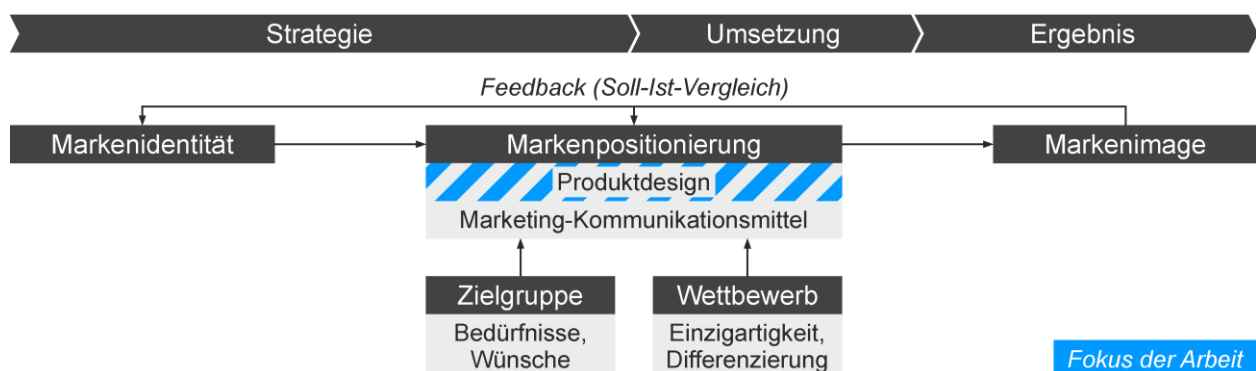 Strategie
Umsetzung
Ergebnis
Feedback (Soll-Ist-Vergleich)
Markenidentität
Markenpositionierung
Markenimage
Produktdesign
Marketing-Kommunikationsmittel
Zielgruppe
Wettbewerb
Bedürfnisse,
Wünsche
Einzigartigkeit,
Differenzierung
Fokus der Arbeit